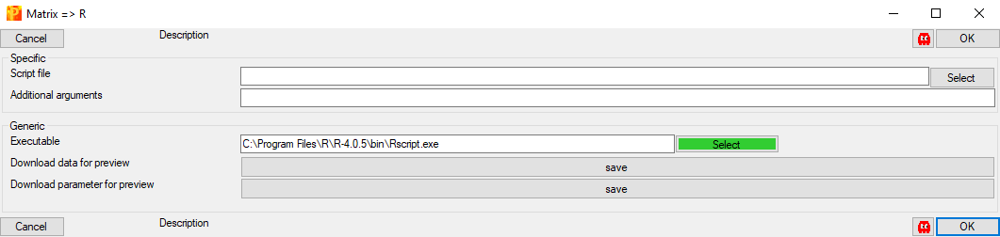 Matrix => R
Cancel Description OK
Specific
Script file Select
Additional arguments
Generic
Executable C:\Program Files\R\R-4.0.5\bin\Rscript.exe Select
Download data for preview save
Download parameter for preview save
Cancel Description OK